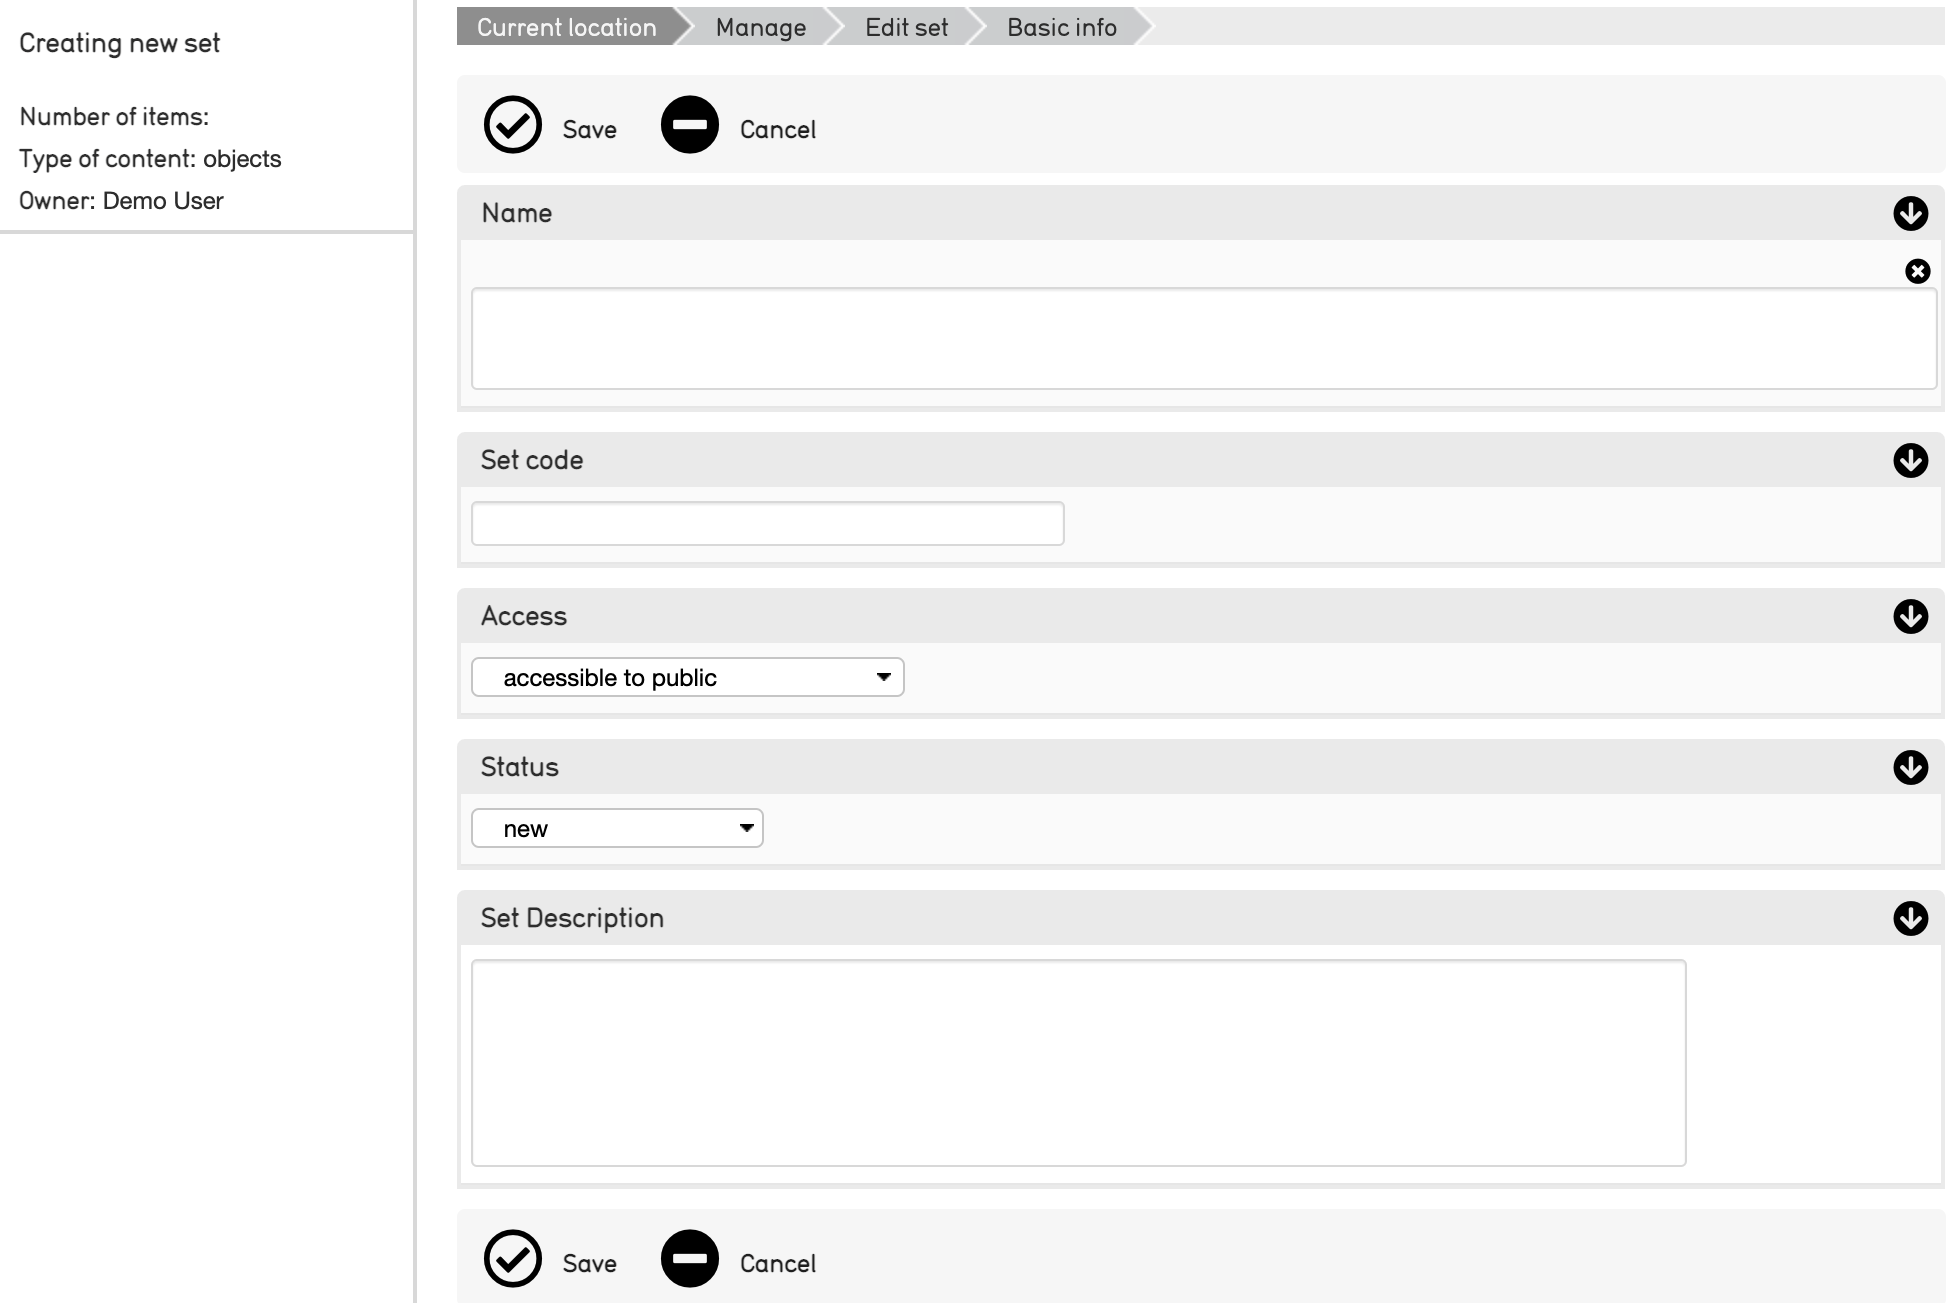 Creating new set
Number of items:
Type of content: objects
Owner: Demo User
Current location Manage Edit set Basic info
Save Cancel
Name
Set code
Access
accessible to public
Status
new
Set Description
Save Cancel